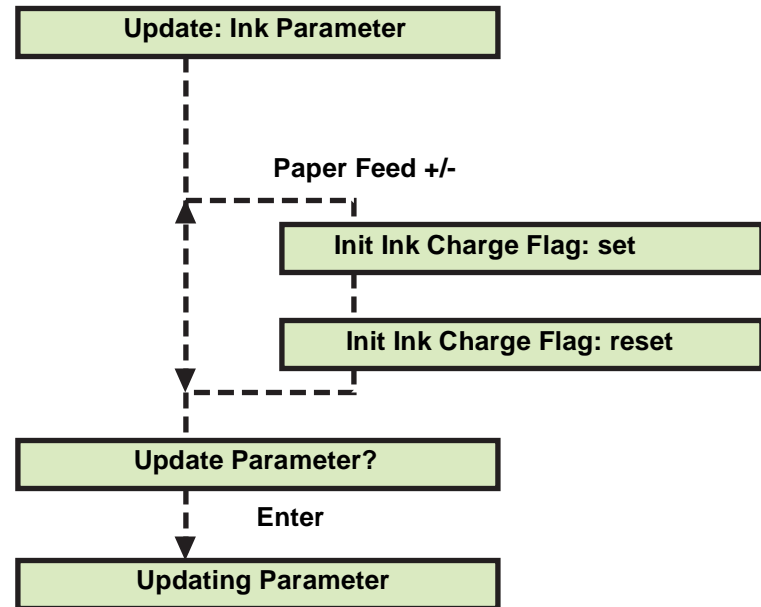 Update: Ink Parameter
Paper Feed +/-
Init Ink Charge Flag: set
Init Ink Charge Flag: reset
Update Parameter?
Enter
Updating Parameter